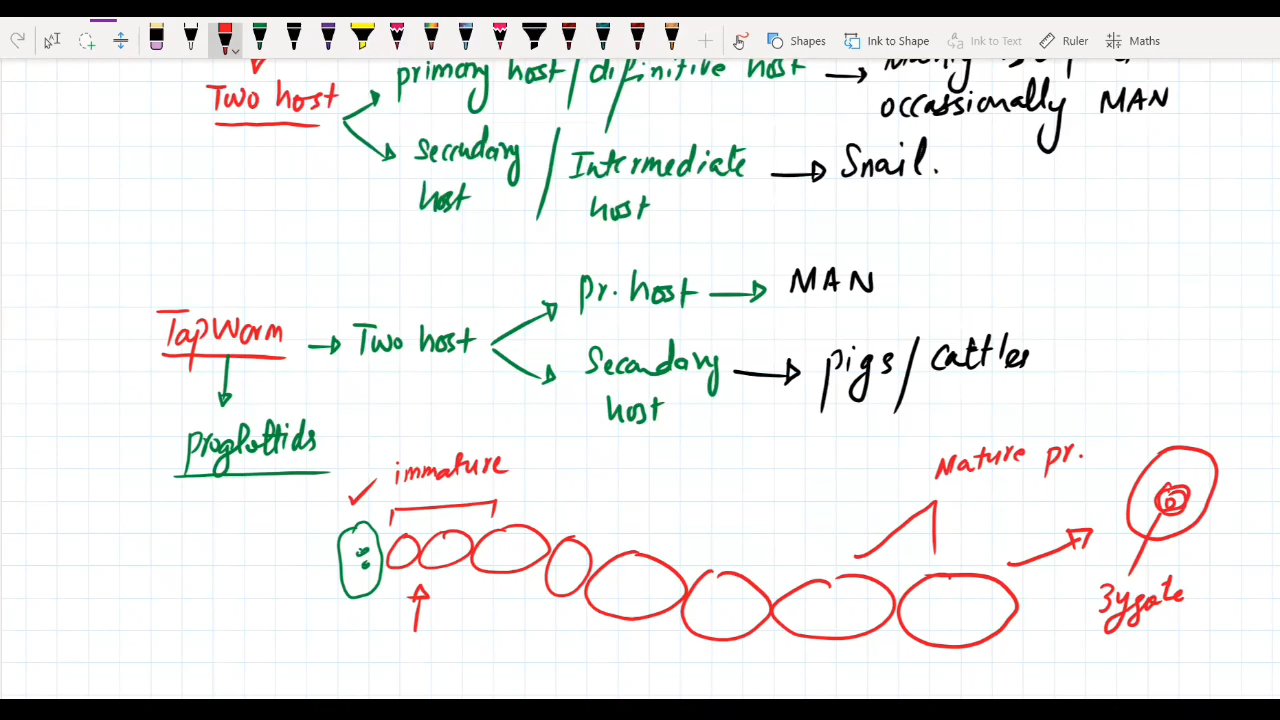 Shapes Ink to Shape Ink to Text Ruler Maths
primary host / definitive host →
Two host
occassionally MAN
Secondary host / Intermediate host → Snail.
pr. host → MAN
Tapworm → Two host
Secondary host → pigs / cattles
proglottids
immature
Mature pr.
Zygote